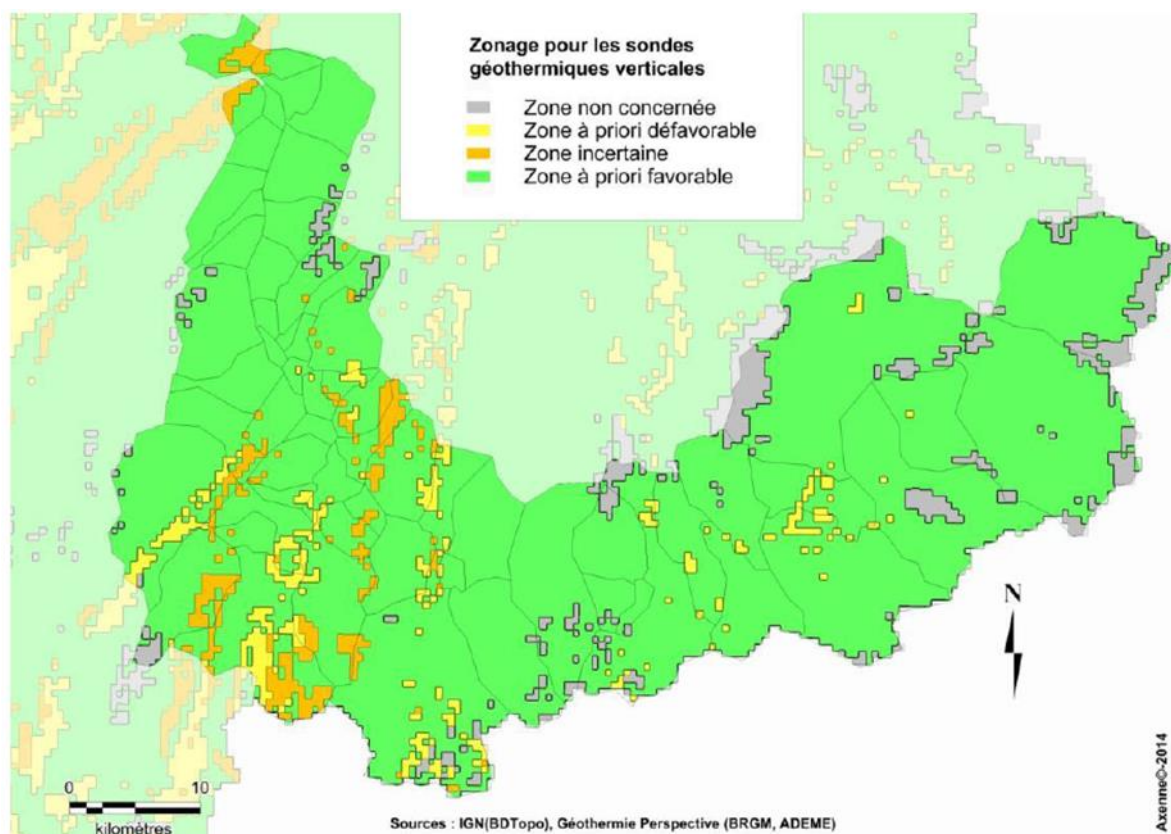 Zonage pour les sondes
géothermiques verticales
Zone non concernée
Zone à priori défavorable
Zone incertaine
Zone à priori favorable
N
0 10
kilomètres
Sources : IGN(BDTopo), Géothermie Perspective (BRGM, ADEME)
Axenne©-2014